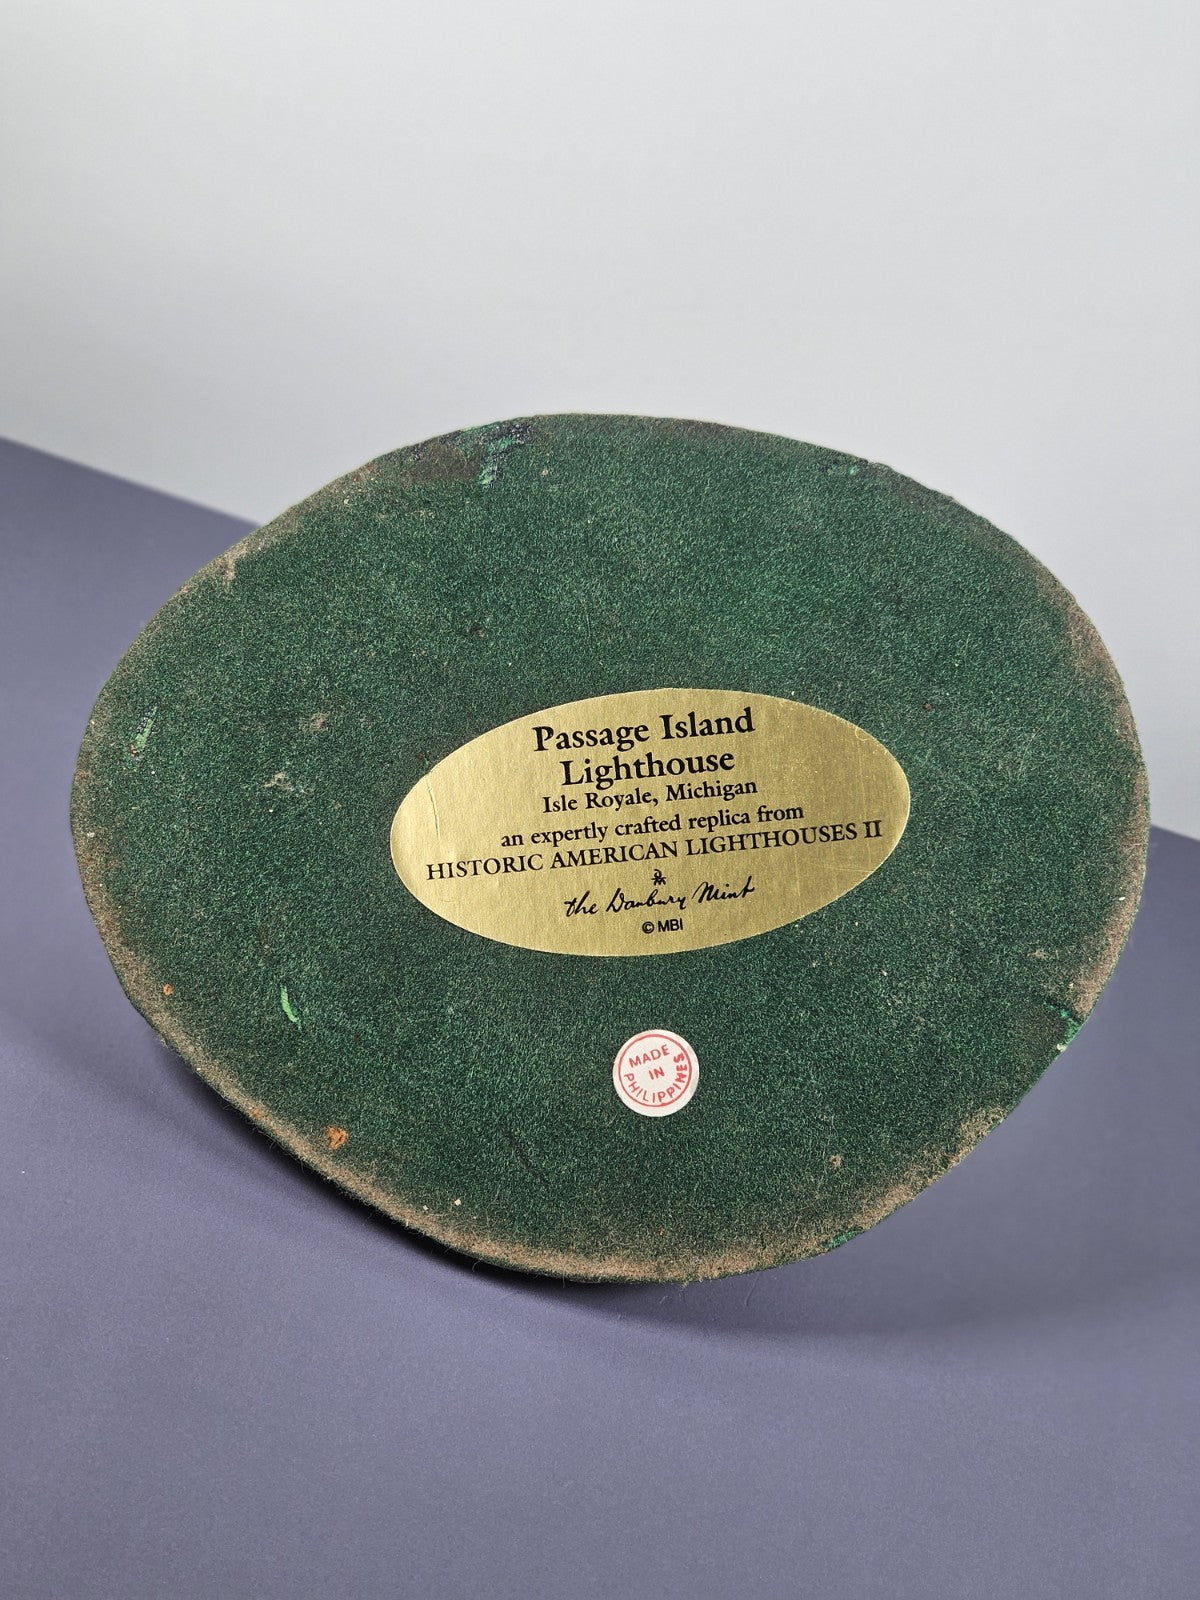 Passage Island
Lighthouse
Isle Royale, Michigan
an expertly crafted replica from
HISTORIC AMERICAN LIGHTHOUSES II
the Danbury Mint
© MBI
MADE
IN
PHILIPPINES